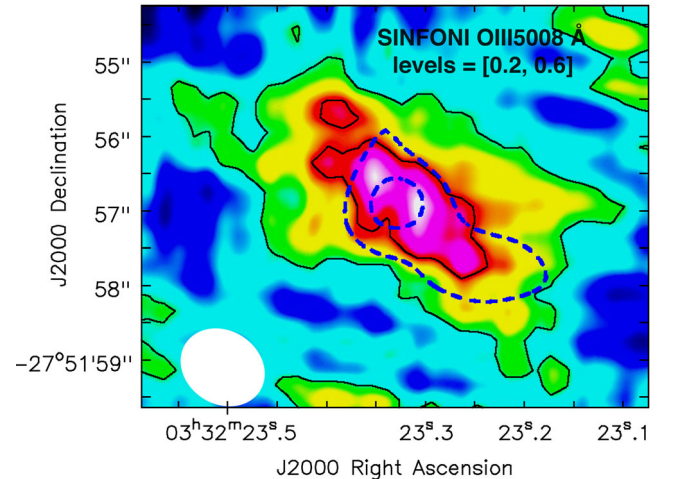 SINFONI OIII5008 Å
levels = [0.2, 0.6]
J2000 Declination
55"
56"
57"
58"
−27°51'59"
03ʰ32ᵐ23ˢ.5
23ˢ.3
23ˢ.2
23ˢ.1
J2000 Right Ascension